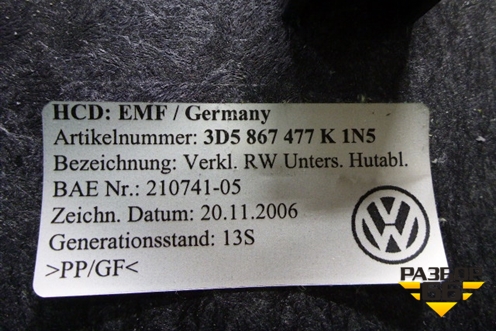 HCD: EMF / Germany
Artikelnummer: 3D5 867 477 K 1N5
Bezeichnung: Verkl. RW Unters. Hutabl.
BAE Nr.: 210741-05
Zeichn. Datum: 20.11.2006
Generationsstand: 13S
>PP/GF<